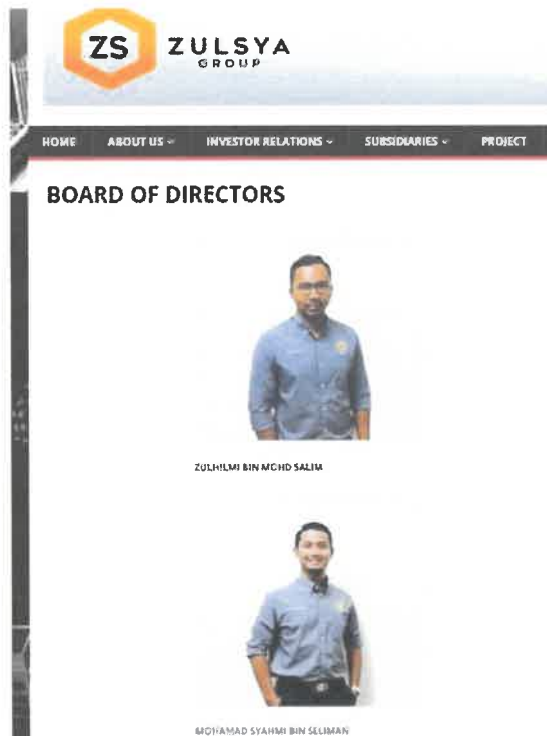 ZS ZULSYA
GROUP
HOME ABOUT US INVESTOR RELATIONS SUBSIDIARIES PROJECT
BOARD OF DIRECTORS
ZULHILMI BIN MOHD SALIM
MOHAMAD SYAHMI BIN SELIMAN